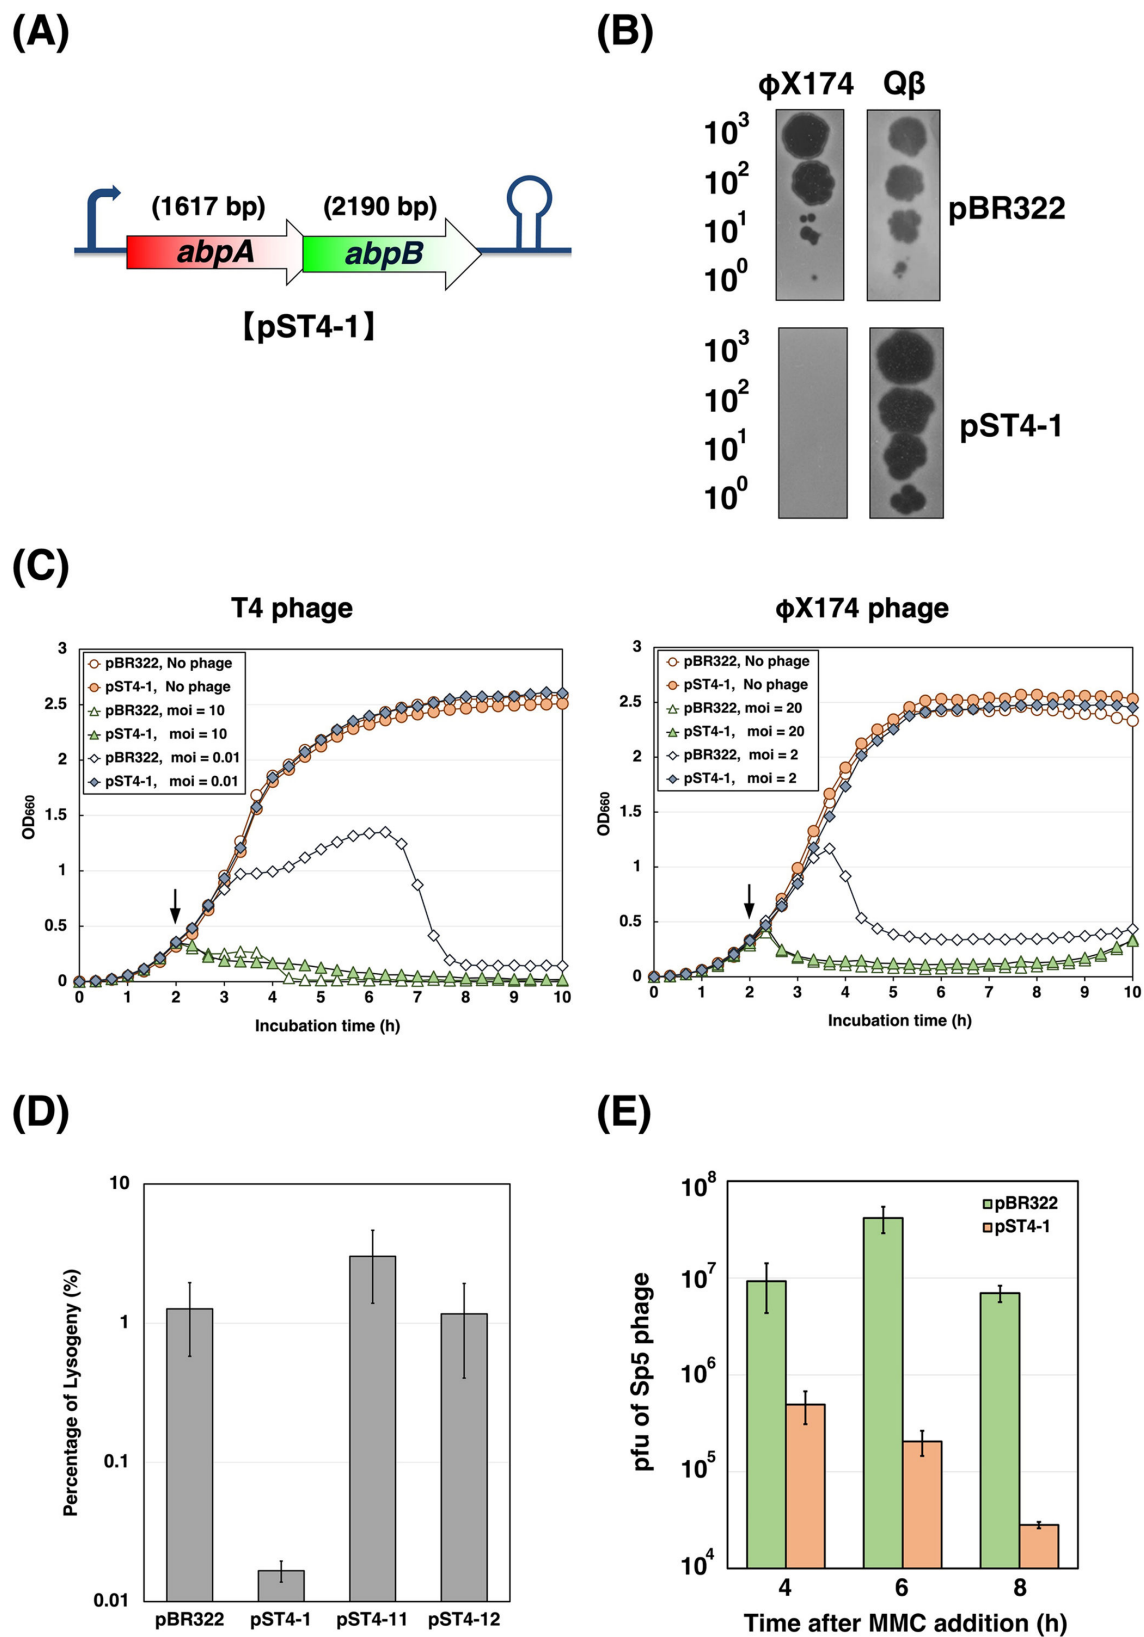 (A)
(1617 bp) (2190 bp)
abpA abpB
【pST4-1】
(B)
ϕX174 Qβ
10³
10²
10¹
10⁰
pBR322
10³
10²
10¹
10⁰
pST4-1
(C)
T4 phage
3
2.5
2
1.5
1
0.5
0
OD660
pBR322, No phage
pST4-1, No phage
pBR322, moi = 10
pST4-1, moi = 10
pBR322, moi = 0.01
pST4-1, moi = 0.01
0 1 2 3 4 5 6 7 8 9 10
Incubation time (h)
ϕX174 phage
3
2.5
2
1.5
1
0.5
0
OD660
pBR322, No phage
pST4-1, No phage
pBR322, moi = 20
pST4-1, moi = 20
pBR322, moi = 2
pST4-1, moi = 2
0 1 2 3 4 5 6 7 8 9 10
Incubation time (h)
(D)
10
1
0.1
0.01
Percentage of Lysogeny (%)
pBR322 pST4-1 pST4-11 pST4-12
(E)
10⁸
10⁷
10⁶
10⁵
10⁴
pfu of Sp5 phage
pBR322
pST4-1
4 6 8
Time after MMC addition (h)